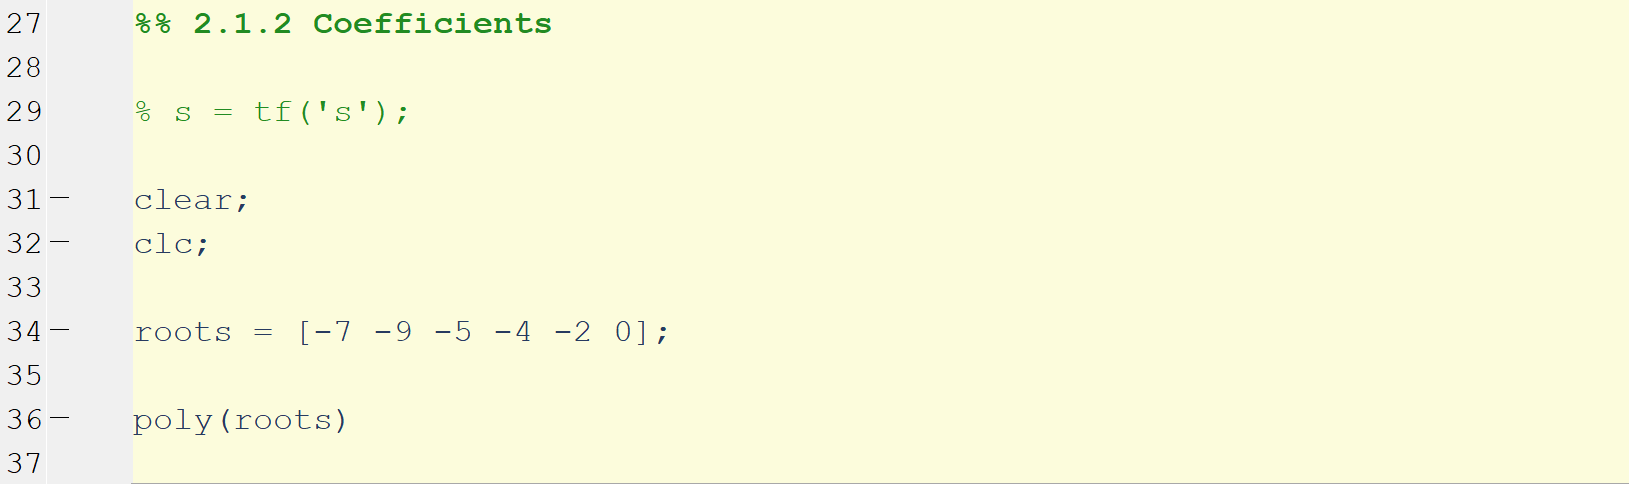 27 %% 2.1.2 Coefficients
28
29 % s = tf('s');
30
31 – clear;
32 – clc;
33
34 – roots = [-7 -9 -5 -4 -2 0];
35
36 – poly(roots)
37